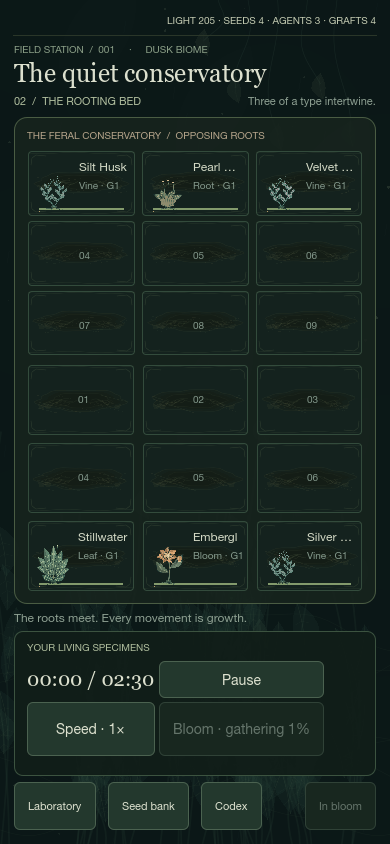 LIGHT 205 · SEEDS 4 · AGENTS 3 · GRAFTS 4
FIELD STATION / 001 · DUSK BIOME
The quiet conservatory
02 / THE ROOTING BED Three of a type intertwine.
THE FERAL CONSERVATORY / OPPOSING ROOTS
Silt Husk Pearl ... Velvet ...
Vine · G1 Root · G1 Vine · G1
04 05 06
07 08 09
01 02 03
04 05 06
Stillwater Embergl Silver ...
Leaf · G1 Bloom · G1 Vine · G1
The roots meet. Every movement is growth.
YOUR LIVING SPECIMENS
00:00 / 02:30 Pause
Speed · 1× Bloom · gathering 1%
Laboratory Seed bank Codex In bloom